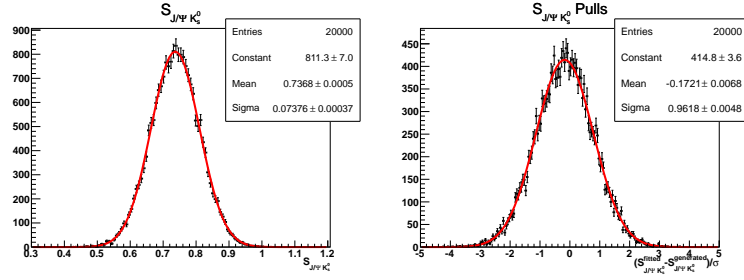 S_{J/Ψ K_s^0}
Entries 20000
Constant 811.3 ± 7.0
Mean 0.7368 ± 0.0005
Sigma 0.07376 ± 0.00037
900
800
700
600
500
400
300
200
100
0
0.3 0.4 0.5 0.6 0.7 0.8 0.9 1 1.1 1.2
S_{J/Ψ K_s^0}
S_{J/Ψ K_s^0} Pulls
Entries 20000
Constant 414.8 ± 3.6
Mean -0.1721 ± 0.0068
Sigma 0.9618 ± 0.0048
450
400
350
300
250
200
150
100
50
0
-5 -4 -3 -2 -1 0 1 2 3 4 5
(S^{fitted}_{J/Ψ K_s^0}-S^{generated}_{J/Ψ K_s^0})/σ